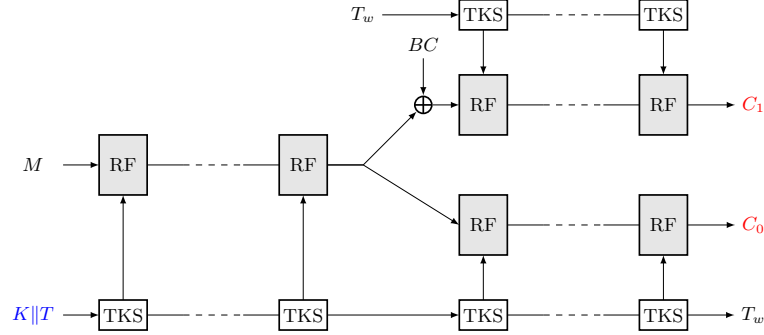 T_w TKS TKS
BC
RF RF C_1
M RF RF
RF RF C_0
K∥T TKS TKS TKS TKS T_w